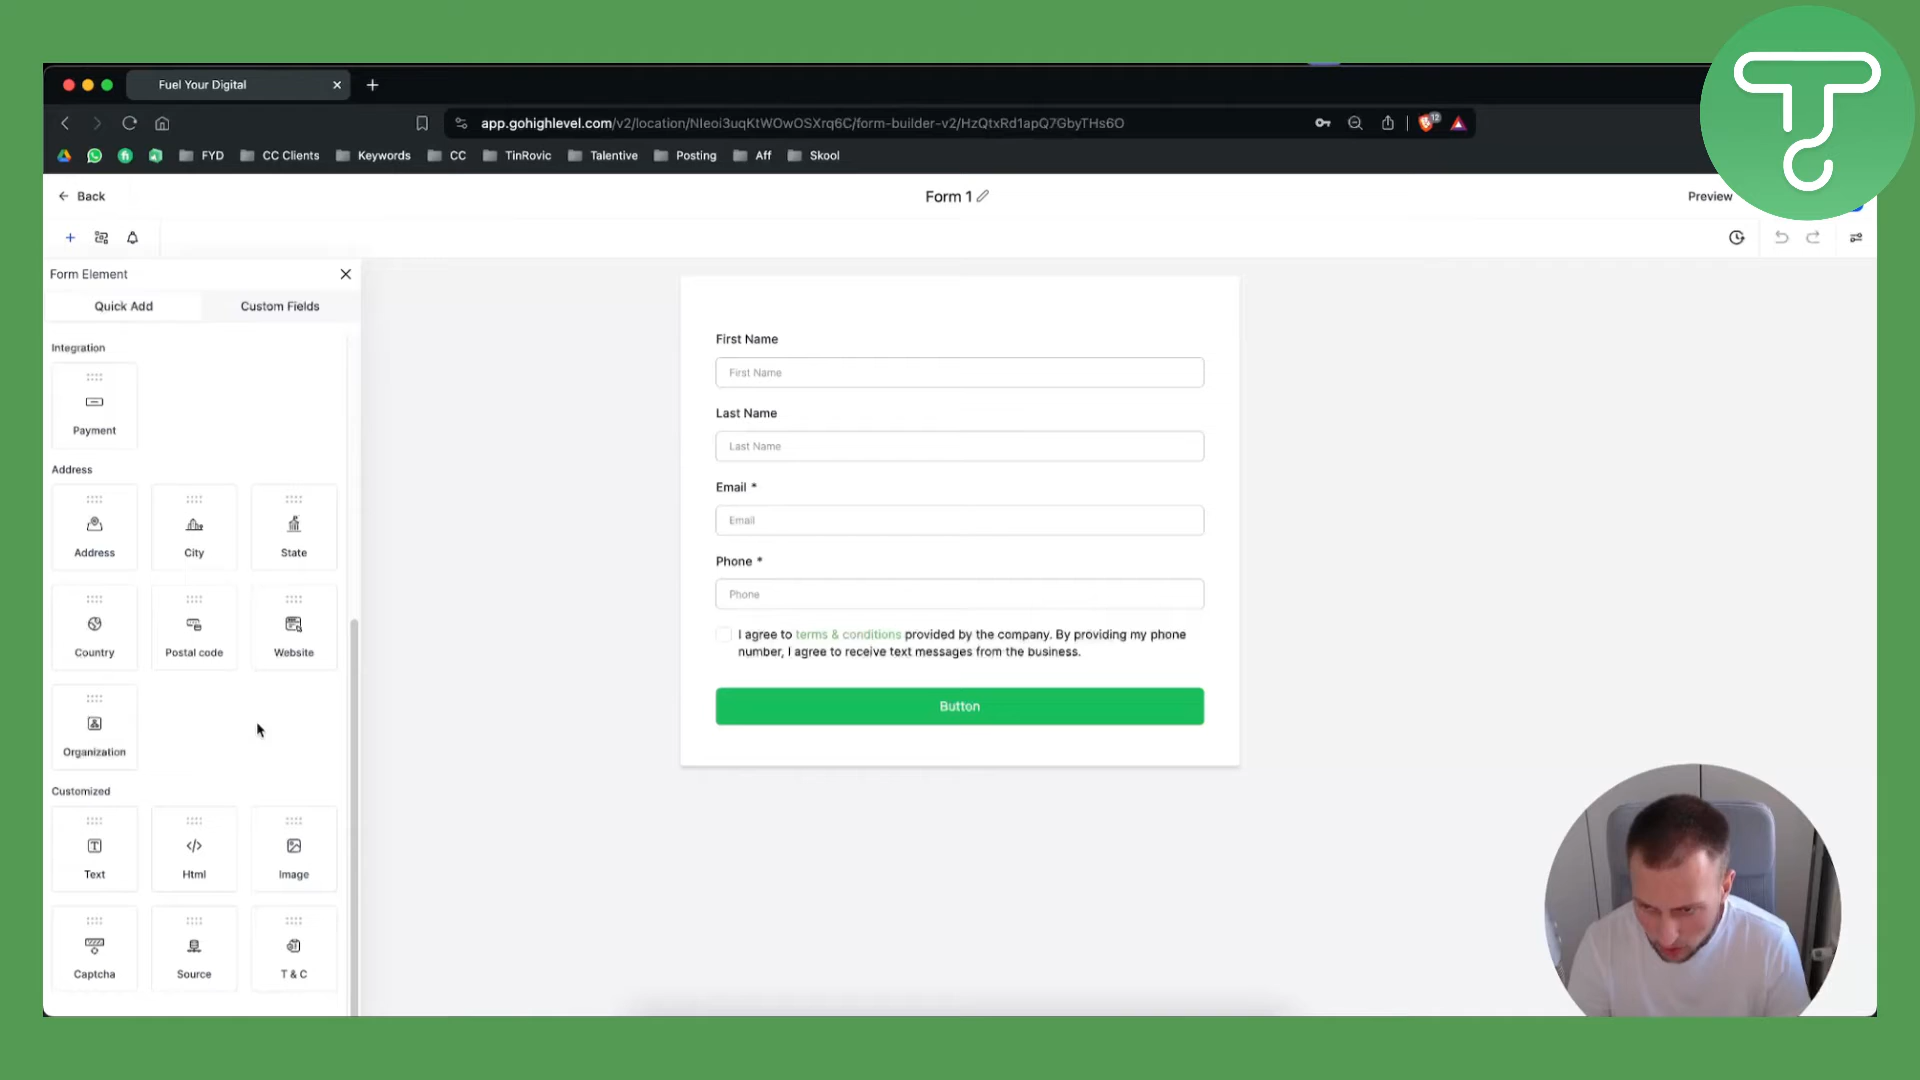 Fuel Your Digital
app.gohighlevel.com/v2/location/Nleoi3uqKtWOwOSXrq6C/form-builder-v2/HzQtxRd1apQ7GbyTHs6O
12
FYD CC Clients Keywords CC TinRovic Talentive Posting Aff Skool
Back
Form 1
Preview
Form Element
Quick Add Custom Fields
Integration
Payment
Address
Address City State
Country Postal code Website
Organization
Customized
Text Html Image
Captcha Source T & C
First Name
First Name
Last Name
Last Name
Email *
Email
Phone *
Phone
I agree to terms & conditions provided by the company. By providing my phone
number, I agree to receive text messages from the business.
Button